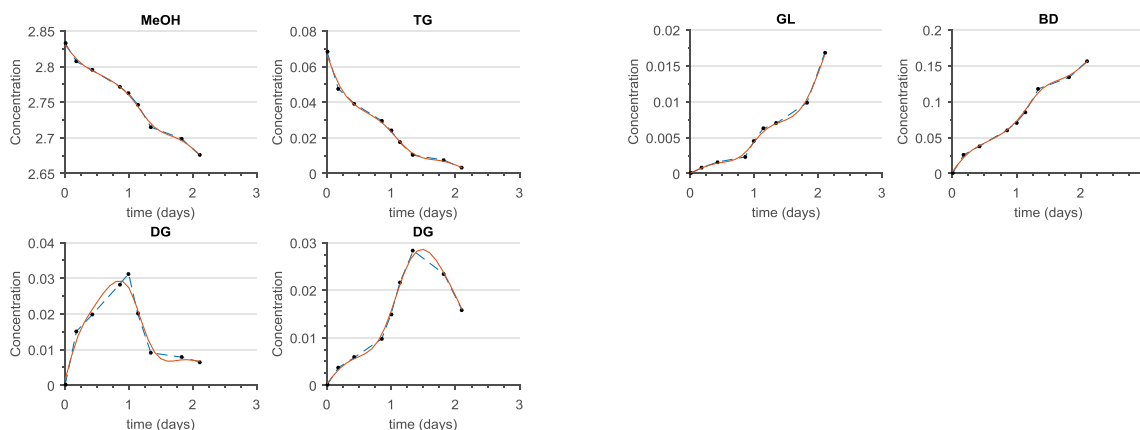 MeOH
Concentration
2.85
2.8
2.75
2.7
2.65
0 1 2 3
time (days)
TG
Concentration
0.08
0.06
0.04
0.02
0
0 1 2 3
time (days)
GL
Concentration
0.02
0.015
0.01
0.005
0
0 1 2 3
time (days)
BD
Concentration
0.2
0.15
0.1
0.05
0
0 1 2
time (days)
DG
Concentration
0.04
0.03
0.02
0.01
0
0 1 2 3
time (days)
DG
Concentration
0.03
0.02
0.01
0
0 1 2 3
time (days)